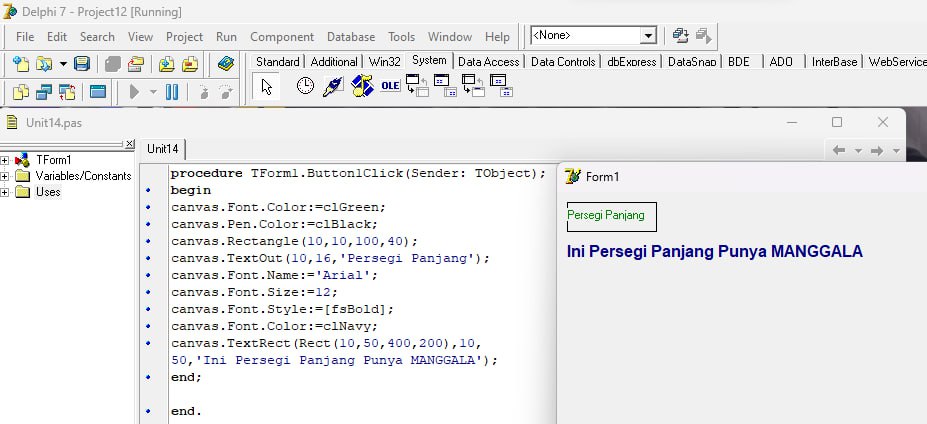 Delphi 7 - Project12 [Running]
File Edit Search View Project Run Component Database Tools Window Help <None>
Standard Additional Win32 System Data Access Data Controls dbExpress DataSnap BDE ADO InterBase WebService
OLE
Unit14.pas
TForm1
Variables/Constants
Uses
Unit14
procedure TForm1.Button1Click(Sender: TObject);
begin
canvas.Font.Color:=clGreen;
canvas.Pen.Color:=clBlack;
canvas.Rectangle(10,10,100,40);
canvas.TextOut(10,16,'Persegi Panjang');
canvas.Font.Name:='Arial';
canvas.Font.Size:=12;
canvas.Font.Style:=[fsBold];
canvas.Font.Color:=clNavy;
canvas.TextRect(Rect(10,50,400,200),10,
50,'Ini Persegi Panjang Punya MANGGALA');
end;
end.
Form1
Persegi Panjang
Ini Persegi Panjang Punya MANGGALA